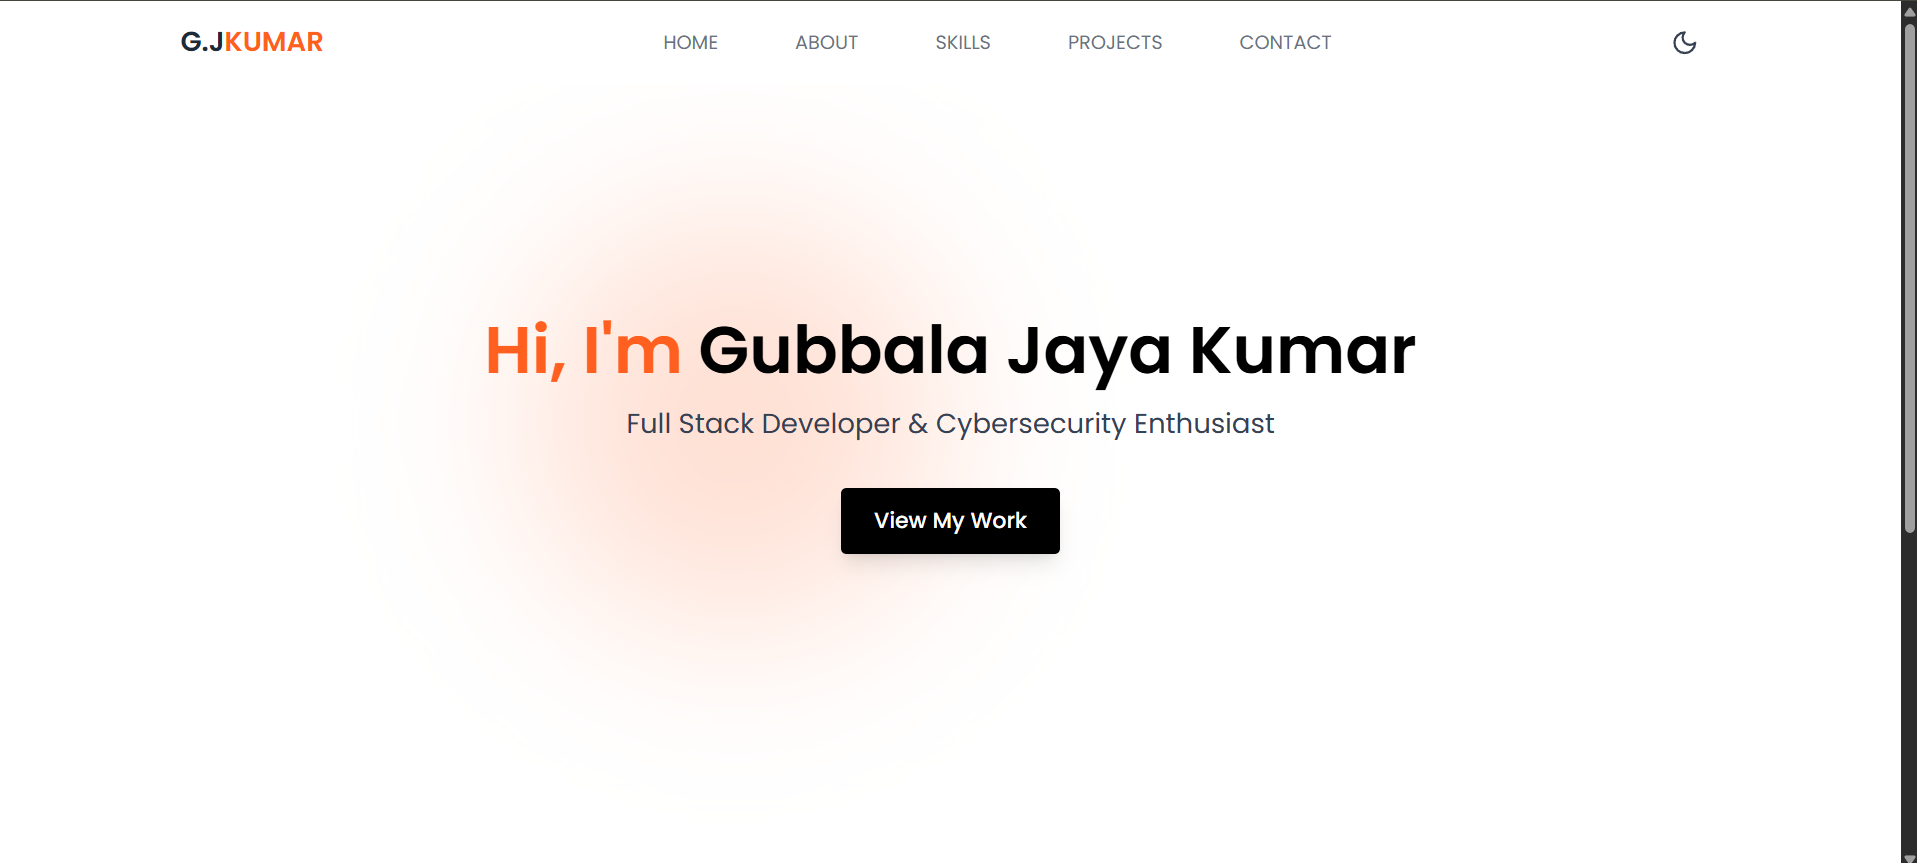 G.JKUMAR
HOME ABOUT SKILLS PROJECTS CONTACT
Hi, I'm Gubbala Jaya Kumar
Full Stack Developer & Cybersecurity Enthusiast
View My Work